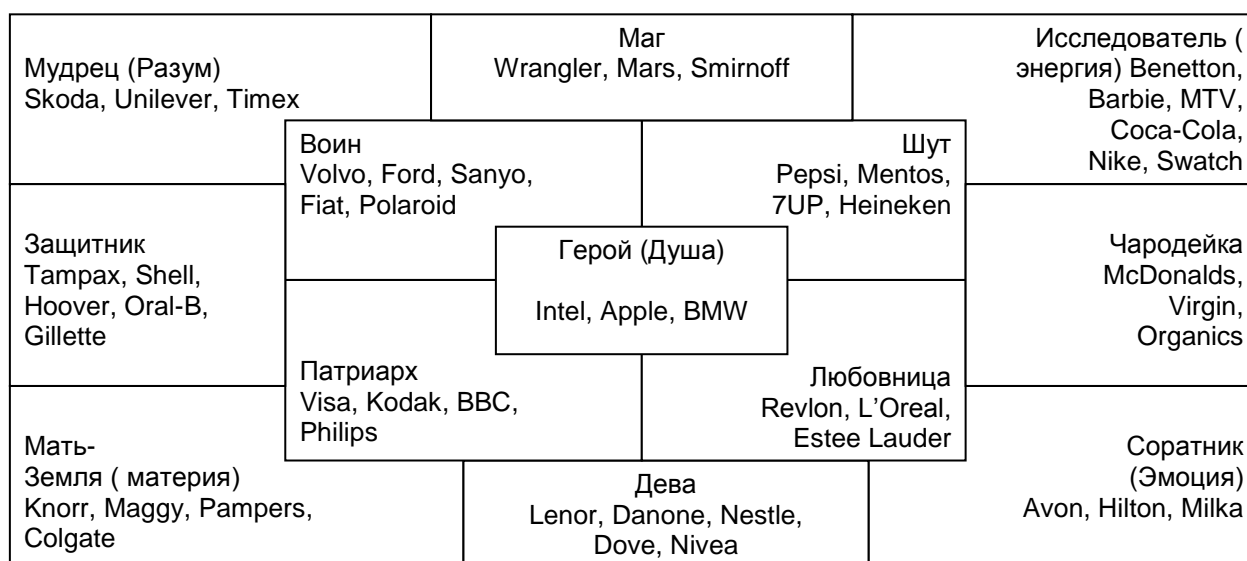 Мудрец (Разум)
Skoda, Unilever, Timex
Маг
Wrangler, Mars, Smirnoff
Исследователь (
энергия) Benetton,
Barbie, MTV,
Coca-Cola,
Nike, Swatch
Воин
Volvo, Ford, Sanyo,
Fiat, Polaroid
Шут
Pepsi, Mentos,
7UP, Heineken
Защитник
Tampax, Shell,
Hoover, Oral-B,
Gillette
Герой (Душа)
Intel, Apple, BMW
Чародейка
McDonalds,
Virgin,
Organics
Патриарх
Visa, Kodak, BBC,
Philips
Любовница
Revlon, L’Oreal,
Estee Lauder
Мать-
Земля ( материя)
Knorr, Maggy, Pampers,
Colgate
Дева
Lenor, Danone, Nestle,
Dove, Nivea
Соратник
(Эмоция)
Avon, Hilton, Milka